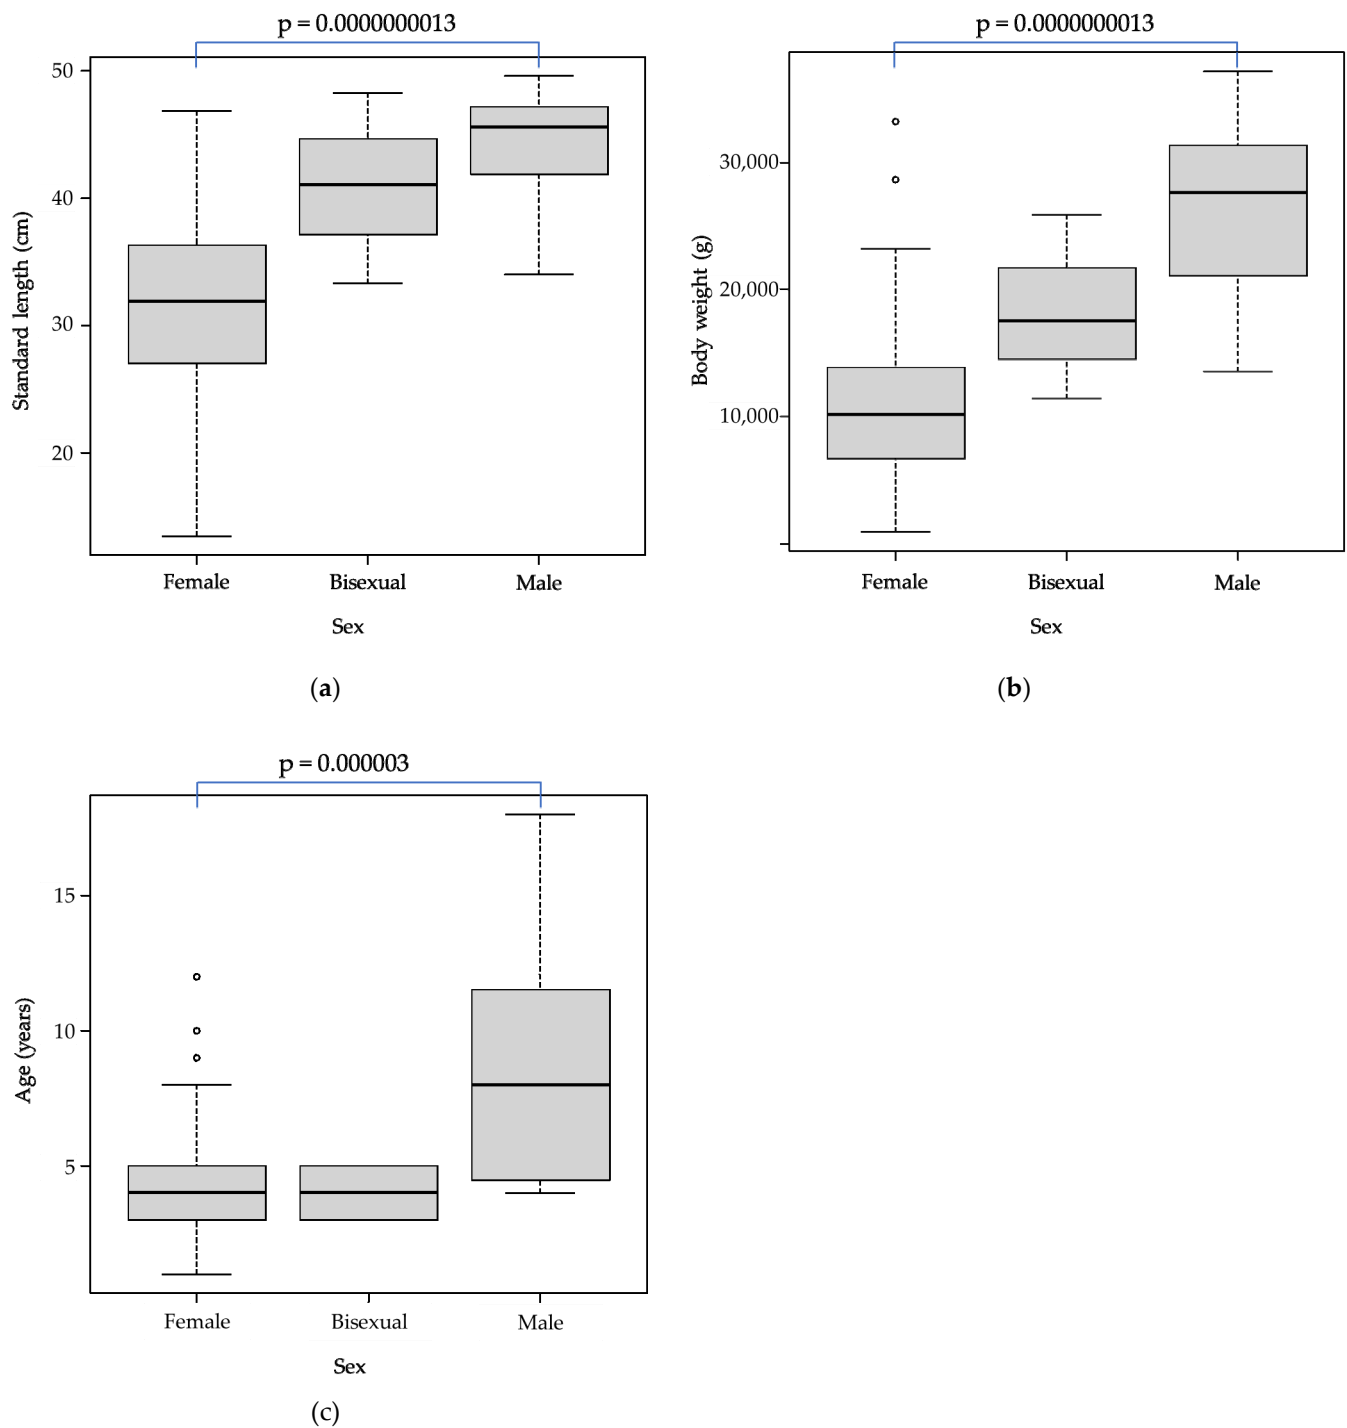 p = 0.0000000013
50
40
30
20
Standard length (cm)
Female Bisexual Male
Sex
(a)
p = 0.0000000013
30,000
20,000
10,000
Body weight (g)
Female Bisexual Male
Sex
(b)
p = 0.000003
15
10
5
Age (years)
Female Bisexual Male
Sex
(c)